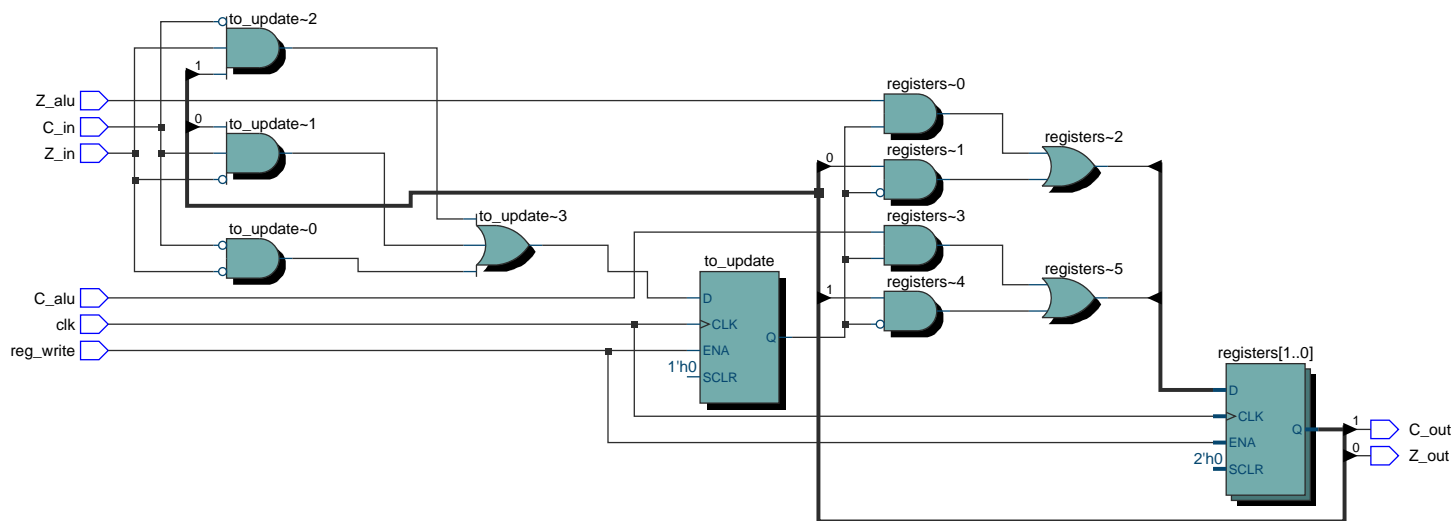 to_update~2
1
Z_alu
C_in
Z_in
0
to_update~1
to_update~0
to_update~3
C_alu
clk
reg_write
to_update
D
CLK
ENA
1'h0
SCLR
Q
registers~0
registers~1
0
registers~2
registers~3
registers~4
1
registers~5
registers[1..0]
D
CLK
ENA
2'h0
SCLR
Q
1
C_out
0
Z_out